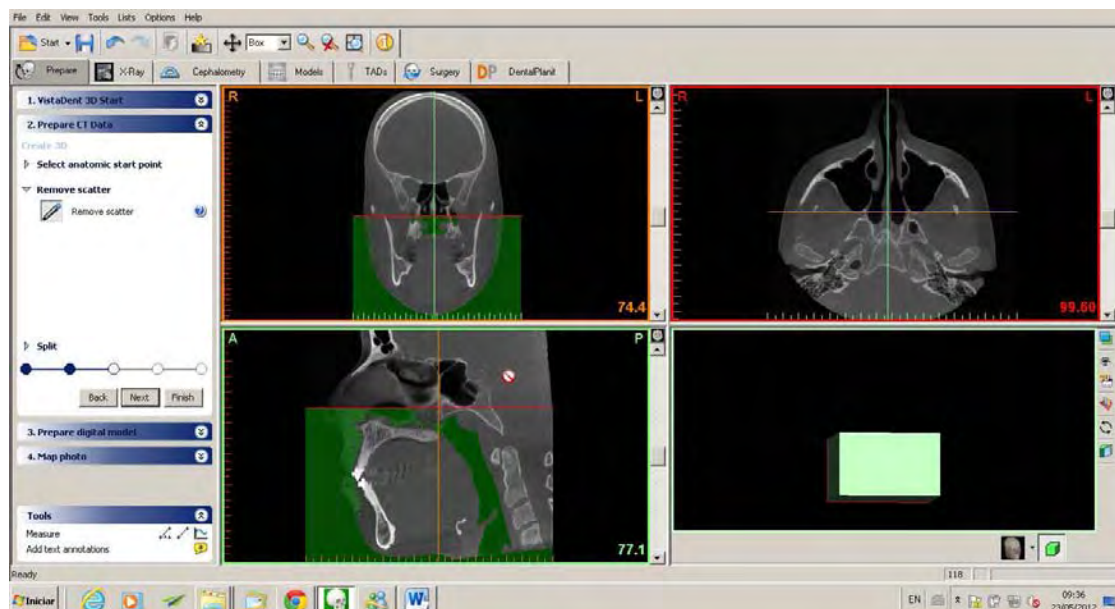 File Edit View Tools Lists Options Help
Start Box
Prepare X-Ray Cephalometry Models TADs Surgery DP DentalPlanit
1. VistaDent 3D Start
2. Prepare CT Data
Create 3D
Select anatomic start point
Remove scatter
Remove scatter
Split
Back Next Finish
3. Prepare digital model
4. Map photo
Tools
Measure
Add text annotations
R L
74.4
R L
99.60
A P
77.1
Ready
118
Iniciar
EN
09:36
23/05/2012